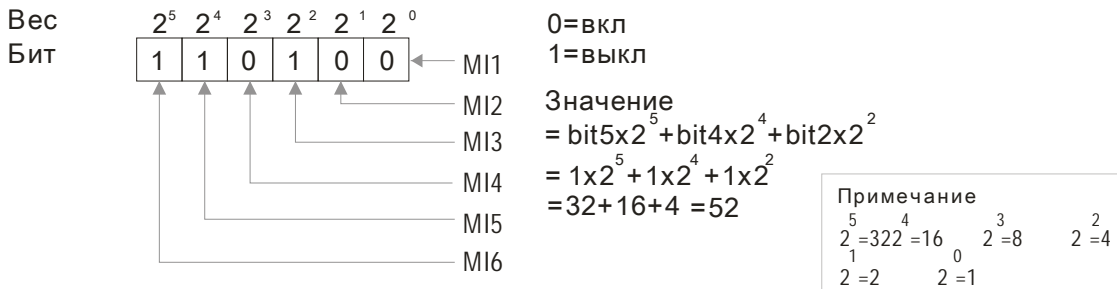 Вес 2⁵ 2⁴ 2³ 2² 2¹ 2⁰
Бит 1 1 0 1 0 0
MI1
MI2
MI3
MI4
MI5
MI6
0=вкл
1=выкл
Значение
= bit5x2⁵+bit4x2⁴+bit2x2²
= 1x2⁵+1x2⁴+1x2²
=32+16+4 =52
Примечание
2⁵=322⁴=16 2³=8 2²=4
2¹=2 2⁰=1